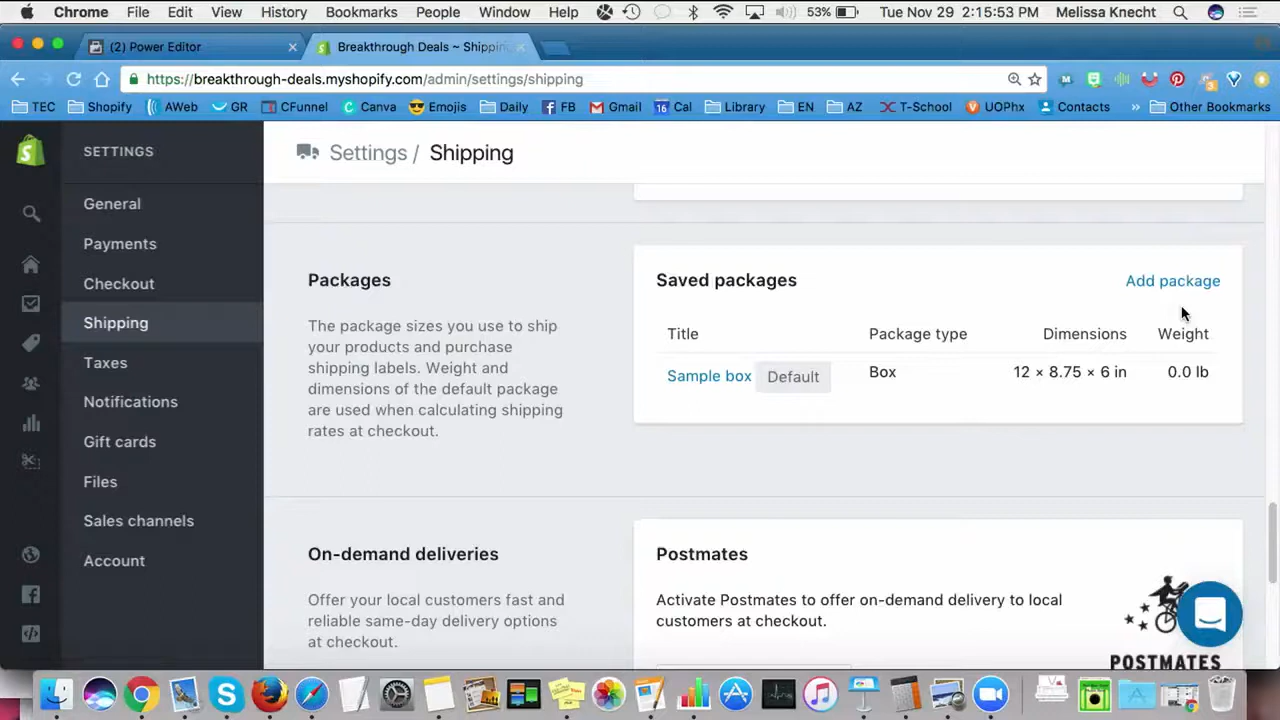 Chrome File Edit View History Bookmarks People Window Help 53% Tue Nov 29 2:15:53 PM Melissa Knecht
(2) Power Editor Breakthrough Deals ~ Shipping
https://breakthrough-deals.myshopify.com/admin/settings/shipping
TEC Shopify AWeb GR CFunnel Canva Emojis Daily FB Gmail 16 Cal Library EN AZ T-School UOPhx Contacts » Other Bookmarks
SETTINGS
General
Payments
Checkout
Shipping
Taxes
Notifications
Gift cards
Files
Sales channels
Account
Settings / Shipping
Packages
The package sizes you use to ship
your products and purchase
shipping labels. Weight and
dimensions of the default package
are used when calculating shipping
rates at checkout.
Saved packages Add package
Title Package type Dimensions Weight
Sample box Default Box 12 × 8.75 × 6 in 0.0 lb
On-demand deliveries
Offer your local customers fast and
reliable same-day delivery options
at checkout.
Postmates
Activate Postmates to offer on-demand delivery to local
customers at checkout.
POSTMATES